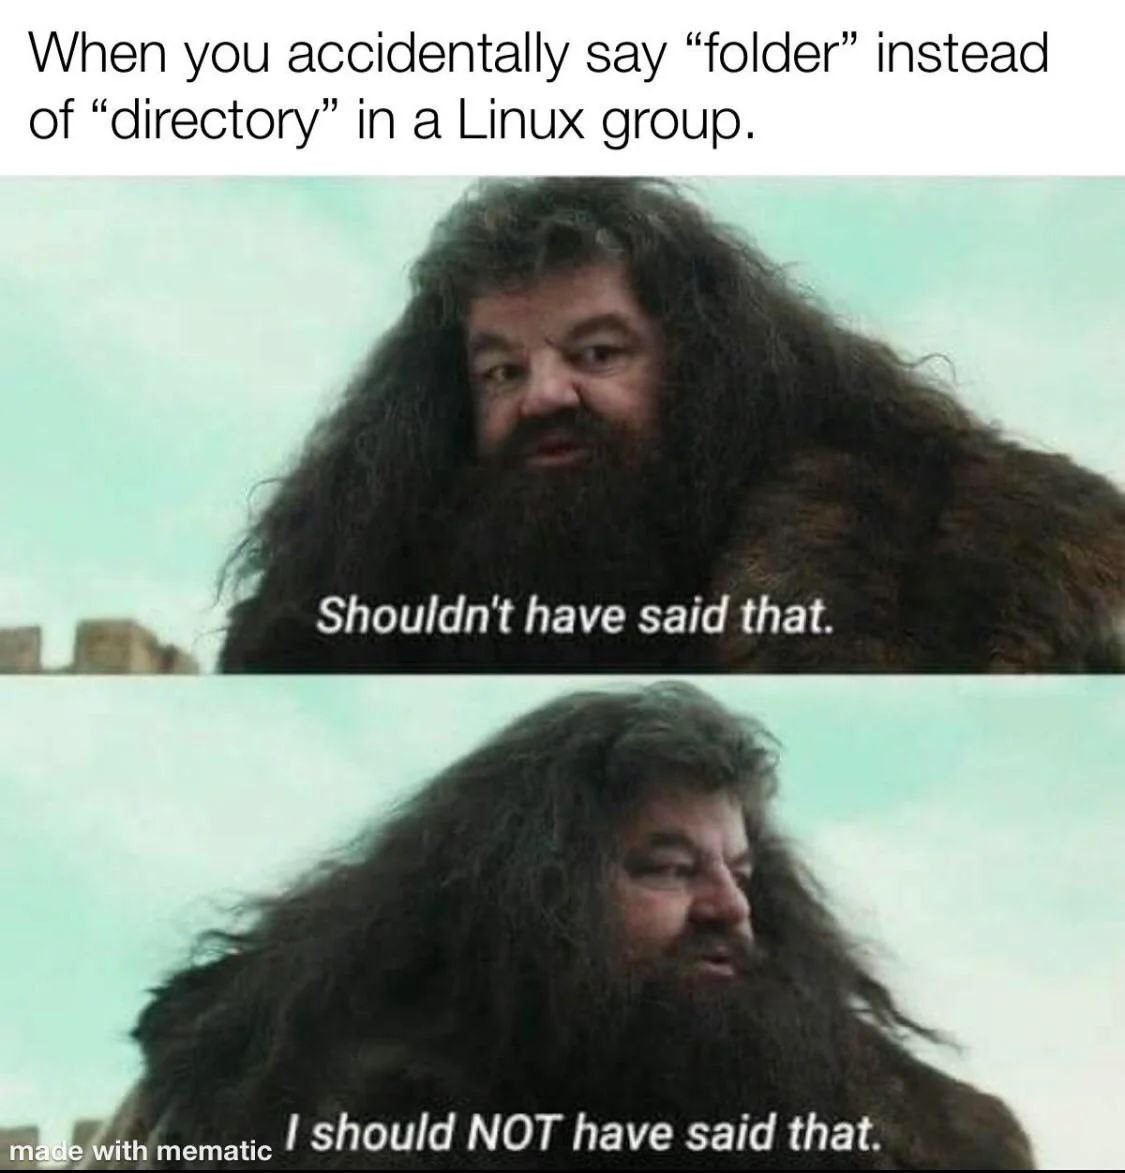 When you accidentally say “folder” instead
of “directory” in a Linux group.
Shouldn't have said that.
I should NOT have said that.
made with mematic